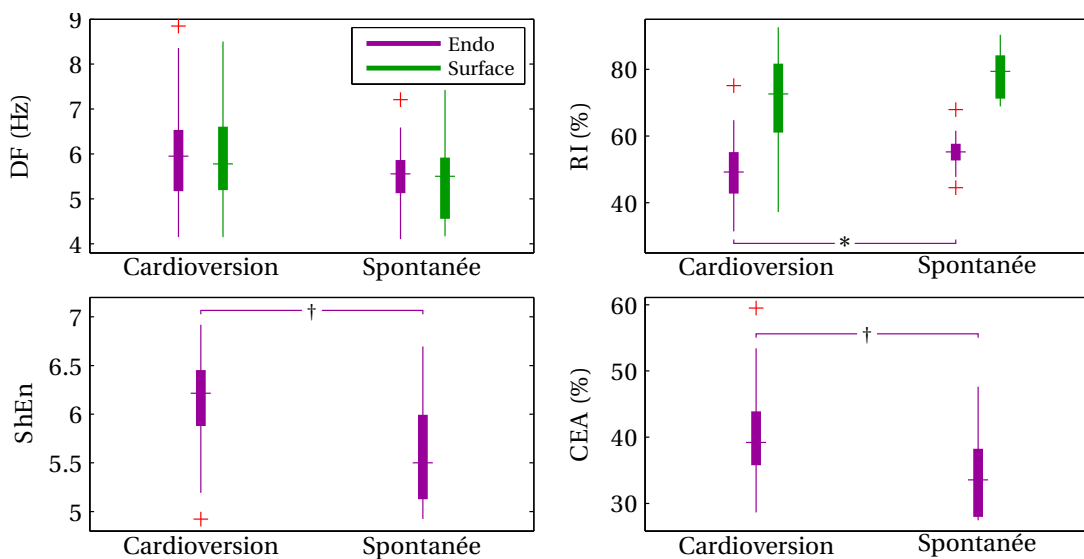 DF (Hz)
9
8
7
6
5
4
Endo
Surface
Cardioversion
Spontanée
RI (%)
80
60
40
*
Cardioversion
Spontanée
ShEn
7
6.5
6
5.5
5
†
Cardioversion
Spontanée
CEA (%)
60
50
40
30
†
Cardioversion
Spontanée